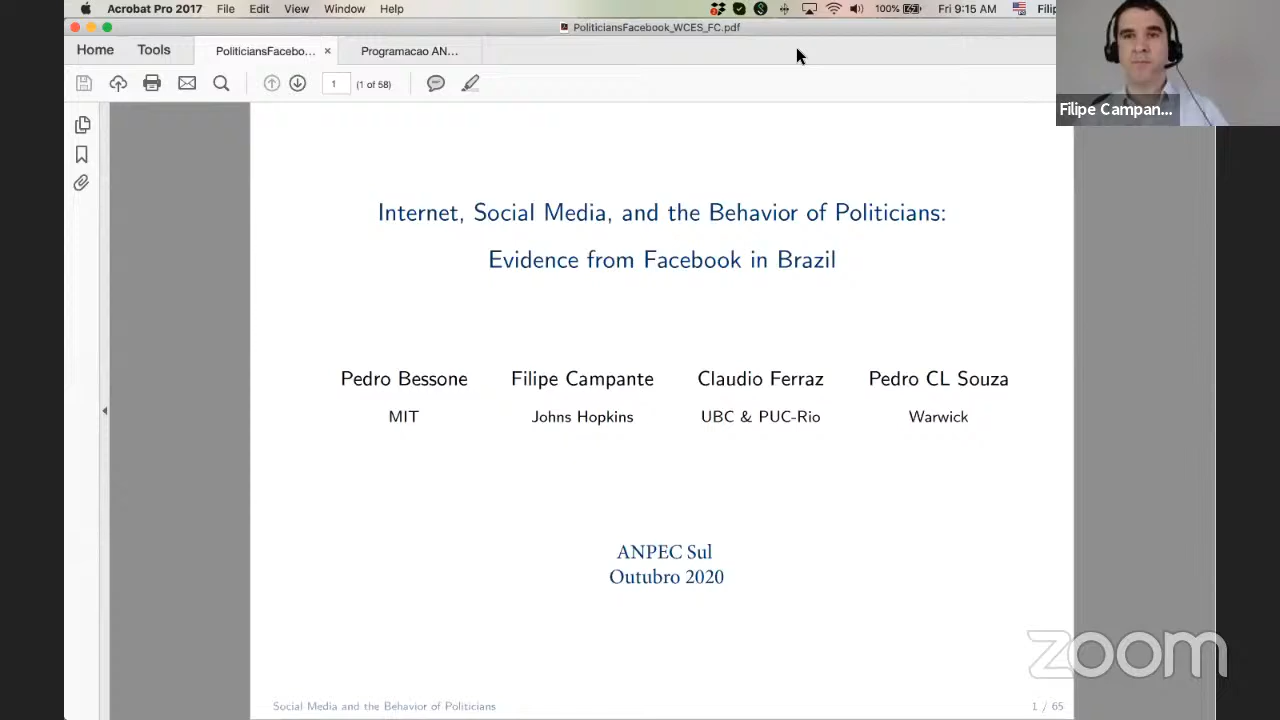 Acrobat Pro 2017 File Edit View Window Help 100% Fri 9:15 AM Filip
PoliticiansFacebook_WCES_FC.pdf
Home Tools PoliticiansFacebo... × Programacao AN...
1 (1 of 58)
Filipe Campan...
Internet, Social Media, and the Behavior of Politicians:
Evidence from Facebook in Brazil
Pedro Bessone Filipe Campante Claudio Ferraz Pedro CL Souza
MIT Johns Hopkins UBC & PUC-Rio Warwick
ANPEC Sul
Outubro 2020
zoom
Social Media and the Behavior of Politicians 1 / 65